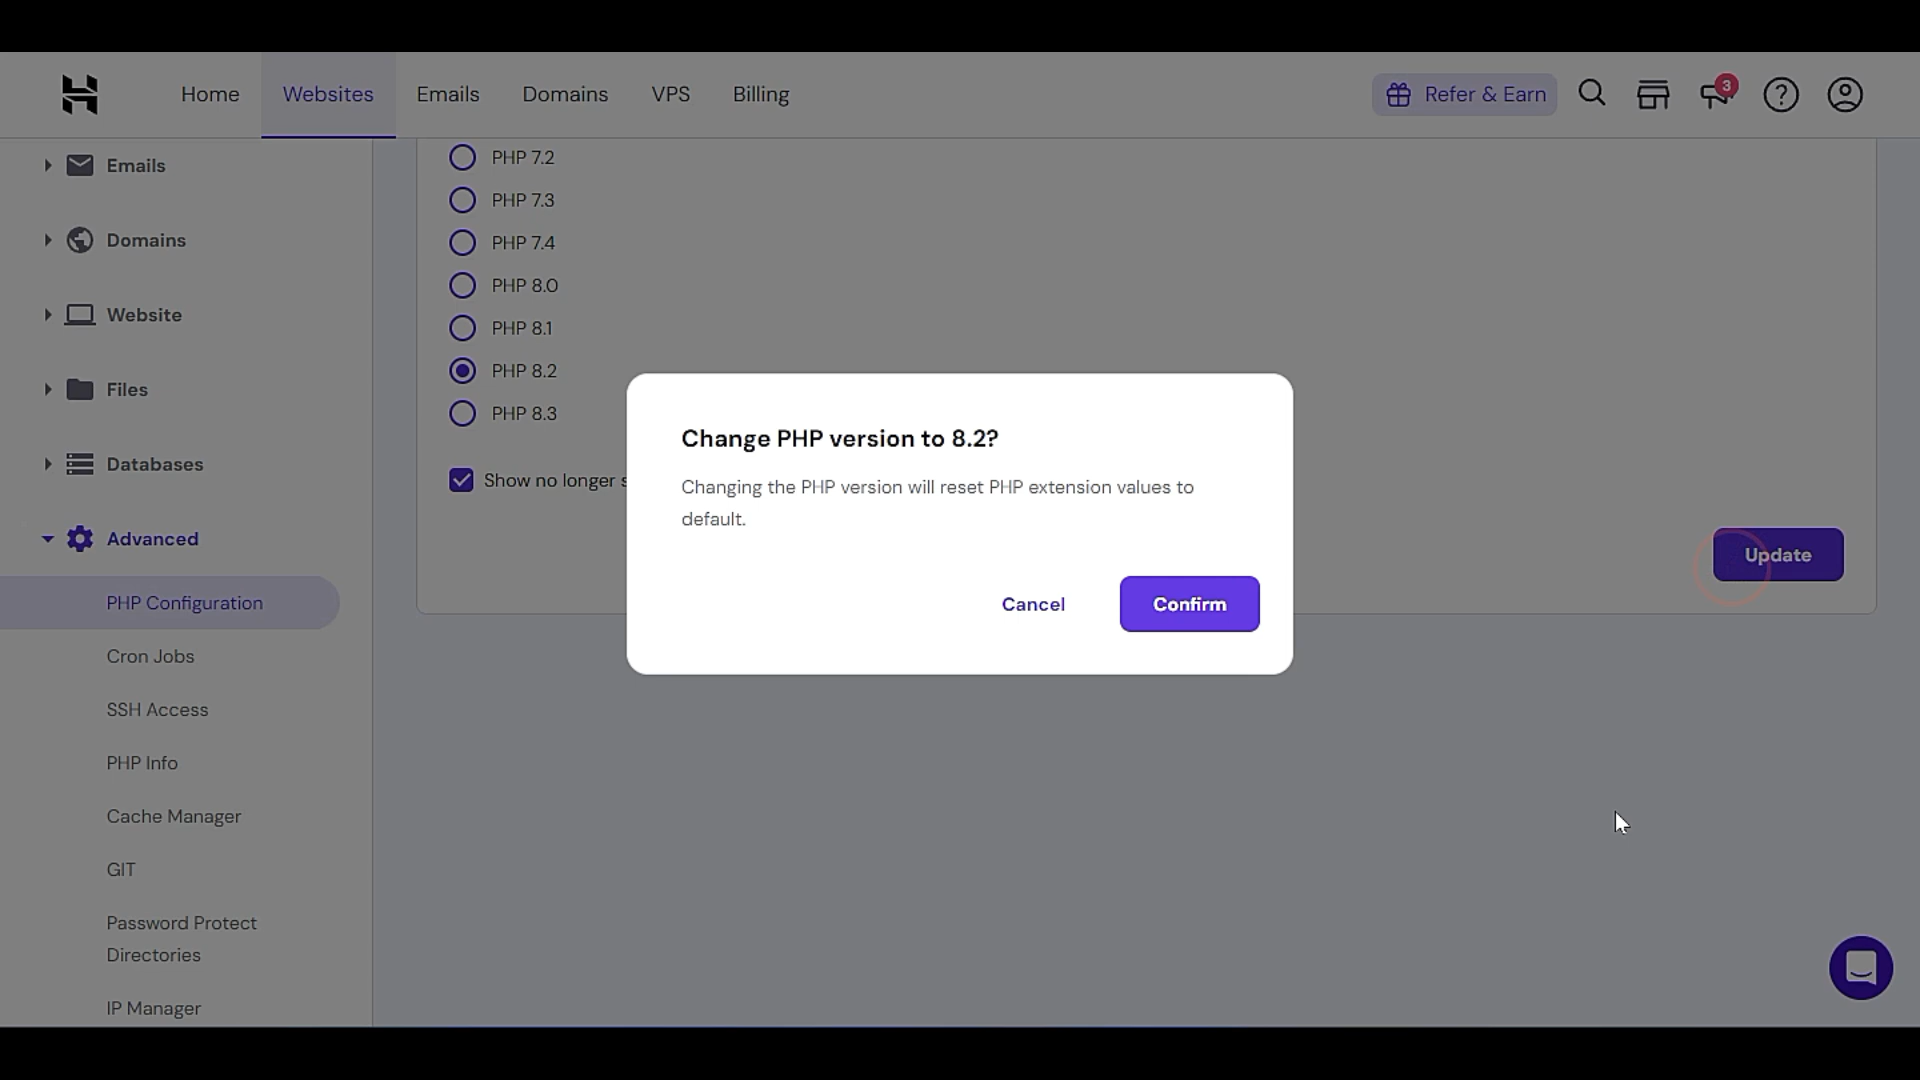 Home Websites Emails Domains VPS Billing Refer & Earn 3
Emails
Domains
Website
Files
Databases
Advanced
PHP Configuration
Cron Jobs
SSH Access
PHP Info
Cache Manager
GIT
Password Protect
Directories
IP Manager
PHP 7.2
PHP 7.3
PHP 7.4
PHP 8.0
PHP 8.1
PHP 8.2
PHP 8.3
Show no longer
Update
Change PHP version to 8.2?
Changing the PHP version will reset PHP extension values to
default.
Cancel Confirm